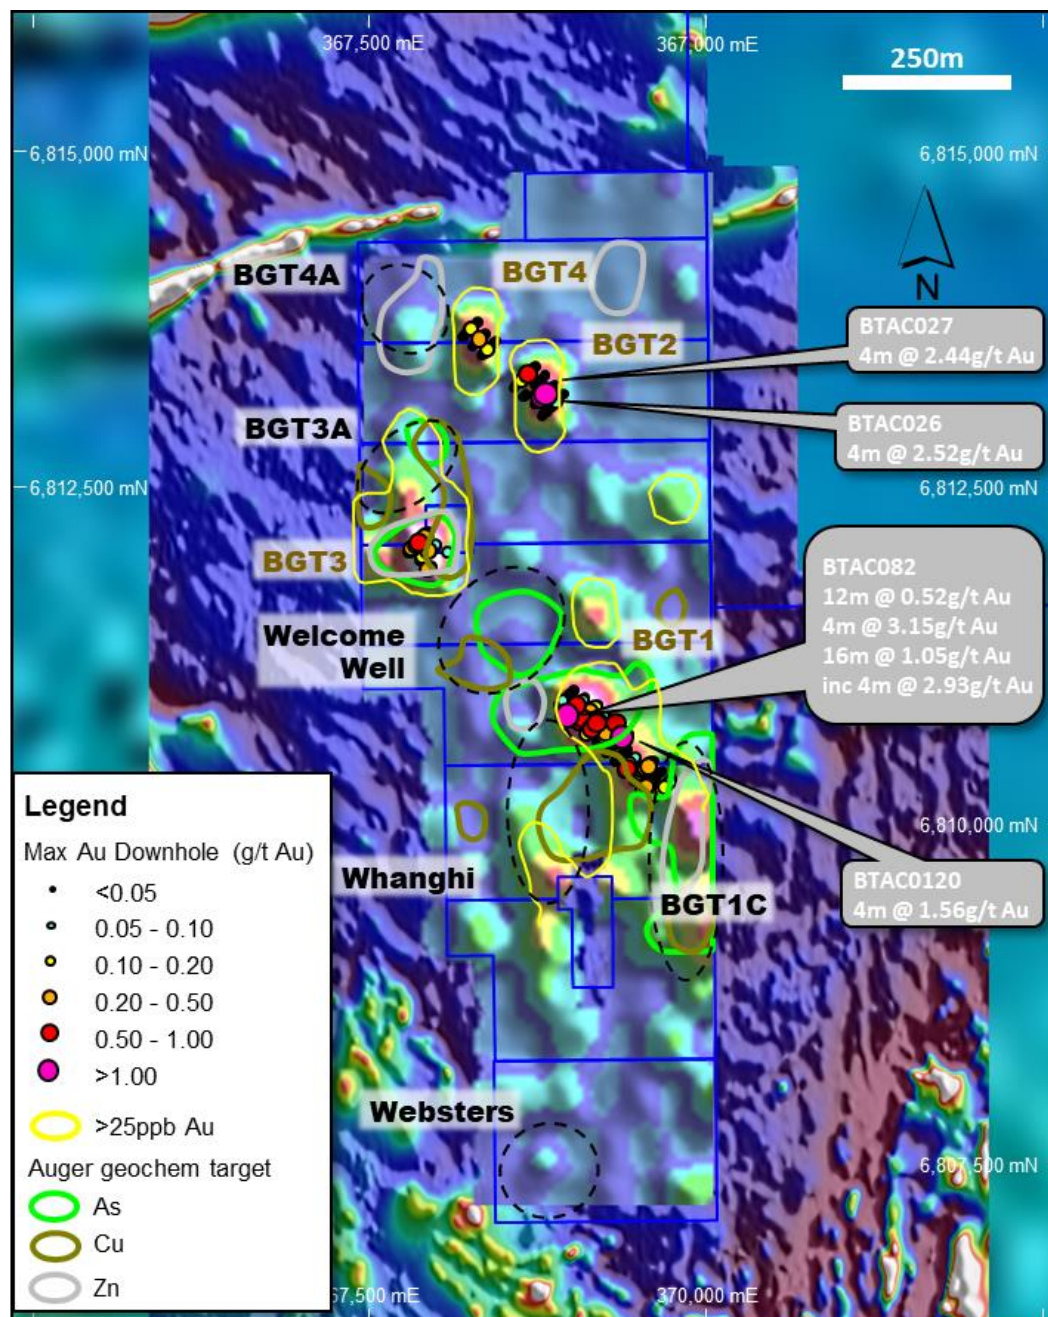 367,500 mE
367,000 mE
250m
6,815,000 mN
6,815,000 mN
N
BGT4A
BGT4
BGT2
BTAC027
4m @ 2.44g/t Au
BGT3A
BTAC026
4m @ 2.52g/t Au
6,812,500 mN
6,812,500 mN
BGT3
BTAC082
12m @ 0.52g/t Au
4m @ 3.15g/t Au
16m @ 1.05g/t Au
inc 4m @ 2.93g/t Au
Welcome
Well
BGT1
6,810,000 mN
Whanghi
BGT1C
BTAC0120
4m @ 1.56g/t Au
Websters
6,807,500 mN
Legend
Max Au Downhole (g/t Au)
<0.05
0.05 - 0.10
0.10 - 0.20
0.20 - 0.50
0.50 - 1.00
>1.00
>25ppb Au
Auger geochem target
As
Cu
Zn
7,500 mE
370,000 mE